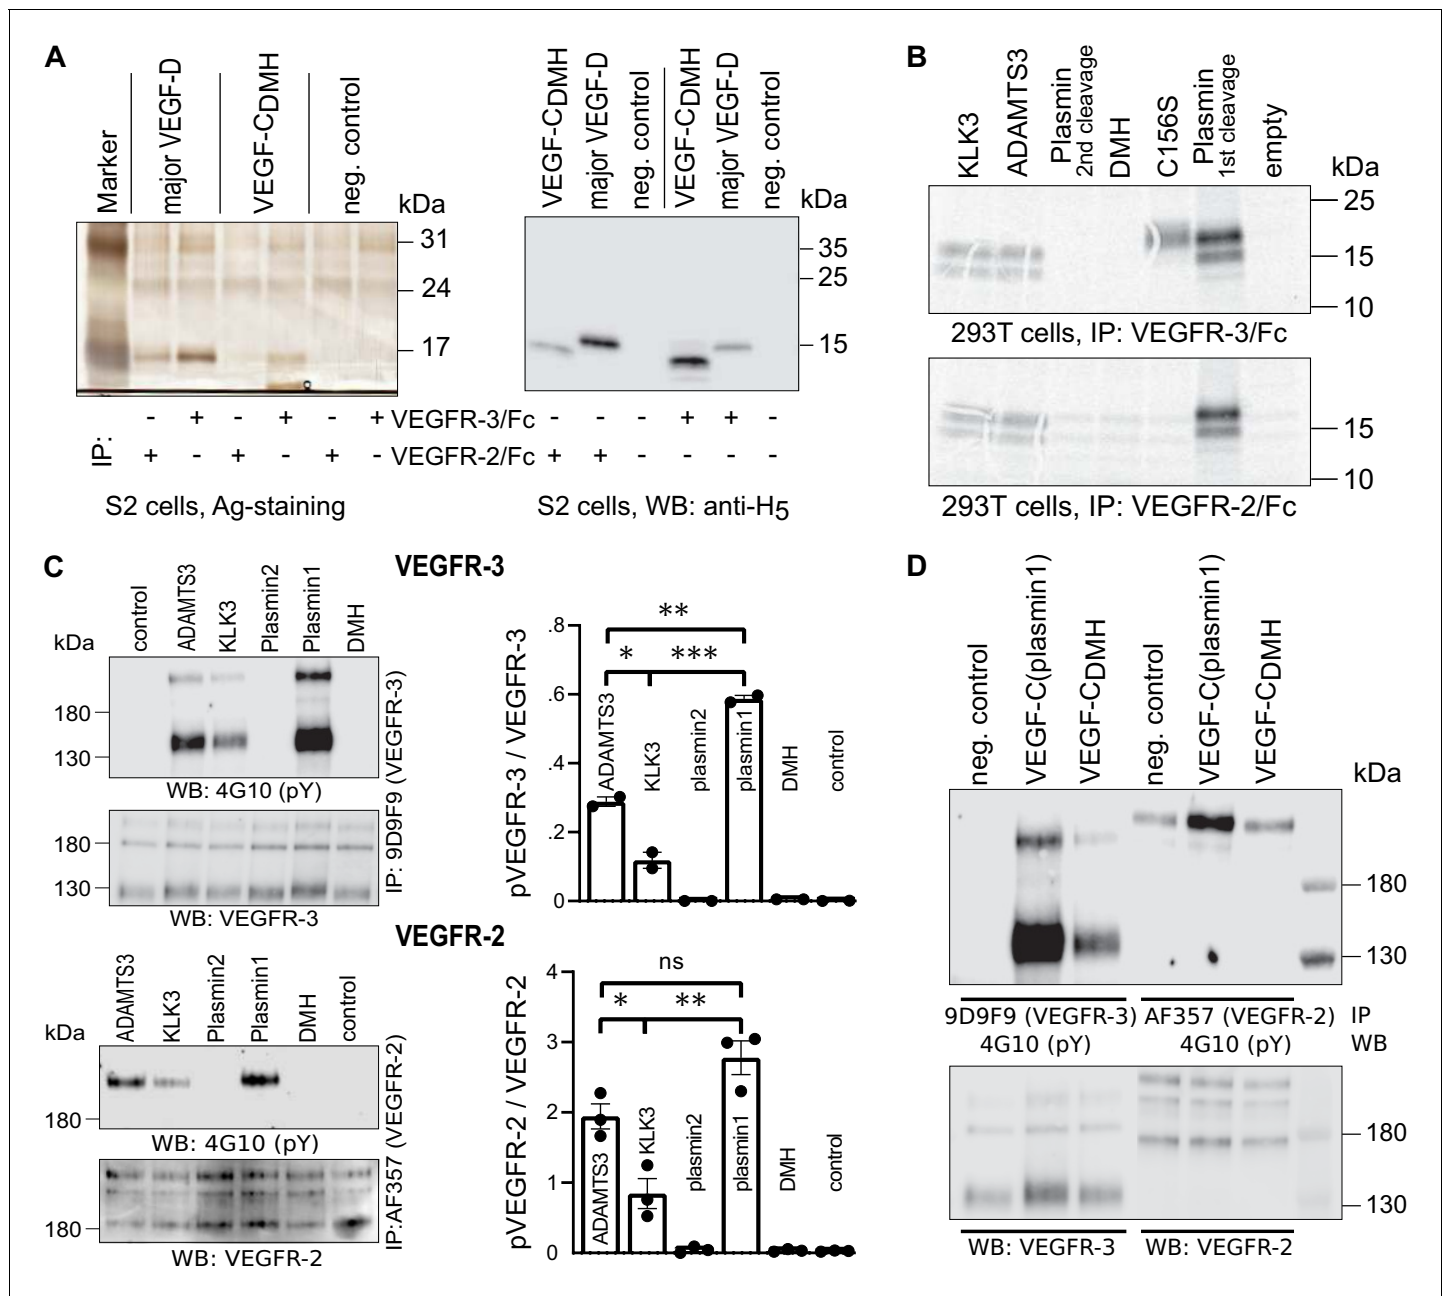 A
Marker
major VEGF-D
VEGF-CDMH
neg. control
kDa
31
24
17
VEGF-CDMH
major VEGF-D
neg. control
VEGF-CDMH
major VEGF-D
neg. control
kDa
35
25
15
IP:
- + - + - + VEGFR-3/Fc - - - + + -
+ - + - + - VEGFR-2/Fc + + - - - -
S2 cells, Ag-staining
S2 cells, WB: anti-H5
B
KLK3
ADAMTS3
Plasmin
2nd cleavage
DMH
C156S
Plasmin
1st cleavage
empty
kDa
25
15
10
293T cells, IP: VEGFR-3/Fc
15
10
293T cells, IP: VEGFR-2/Fc
C
VEGFR-3
control
ADAMTS3
KLK3
Plasmin2
Plasmin1
DMH
kDa
180
130
WB: 4G10 (pY)
180
130
WB: VEGFR-3
IP: 9D9F9 (VEGFR-3)
pVEGFR-3 / VEGFR-3
.8
.6
.4
.2
0
**
* ***
ADAMTS3
KLK3
plasmin2
plasmin1
DMH
control
VEGFR-2
ADAMTS3
KLK3
Plasmin2
Plasmin1
DMH
control
kDa
180
WB: 4G10 (pY)
180
WB: VEGFR-2
IP:AF357 (VEGFR-2)
pVEGFR-2 / VEGFR-2
4
3
2
1
0
ns
* **
ADAMTS3
KLK3
plasmin2
plasmin1
DMH
control
D
neg. control
VEGF-C(plasmin1)
VEGF-CDMH
neg. control
VEGF-C(plasmin1)
VEGF-CDMH
kDa
180
130
9D9F9 (VEGFR-3) AF357 (VEGFR-2) IP
4G10 (pY) 4G10 (pY) WB
180
130
WB: VEGFR-3 WB: VEGFR-2